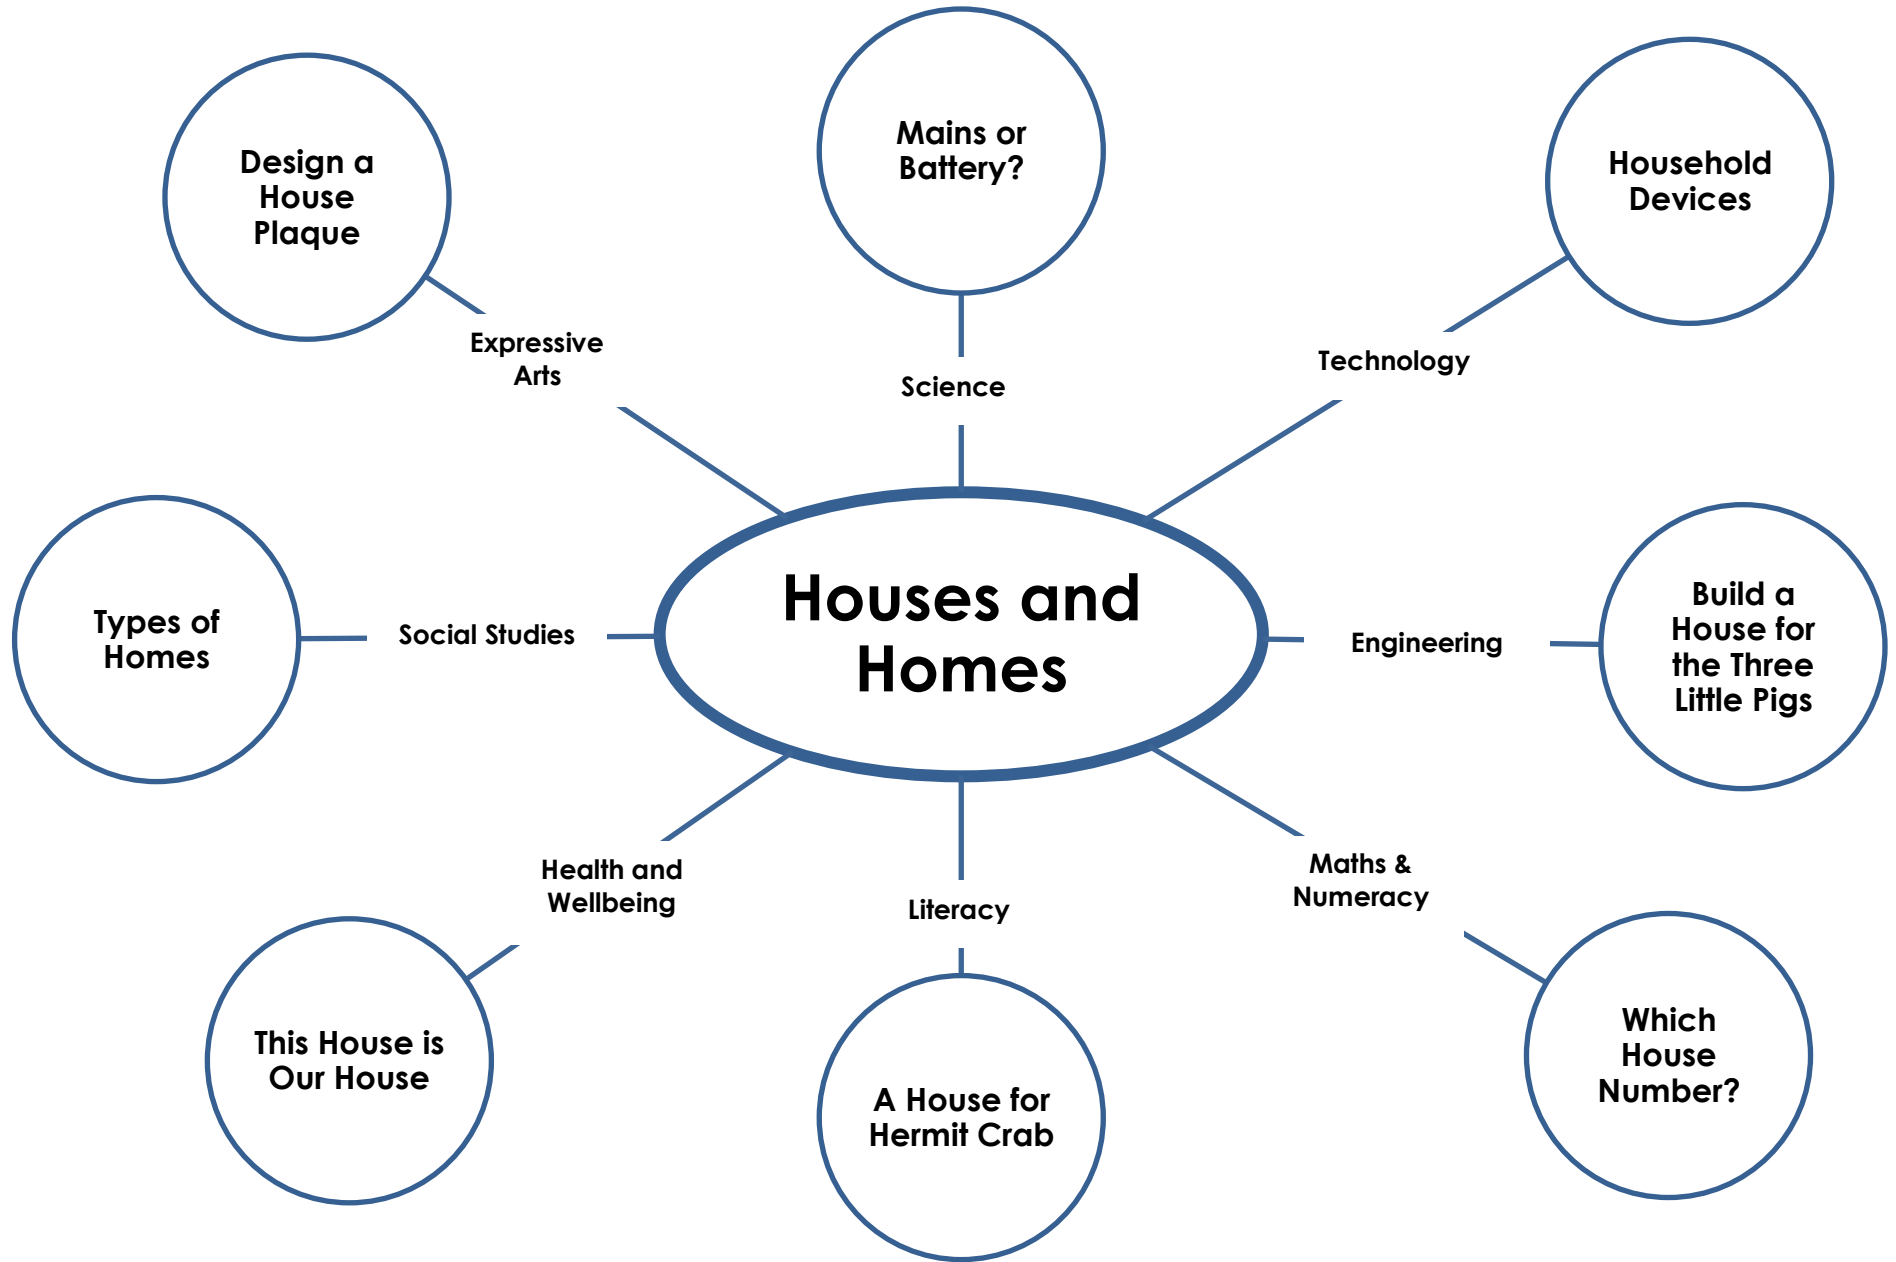 Mains or
Battery?
Design a
House
Plaque
Household
Devices
Expressive
Arts
Science
Technology
Types of
Homes
Social Studies
Houses and
Homes
Engineering
Build a
House for
the Three
Little Pigs
Health and
Wellbeing
Literacy
Maths &
Numeracy
This House is
Our House
A House for
Hermit Crab
Which
House
Number?